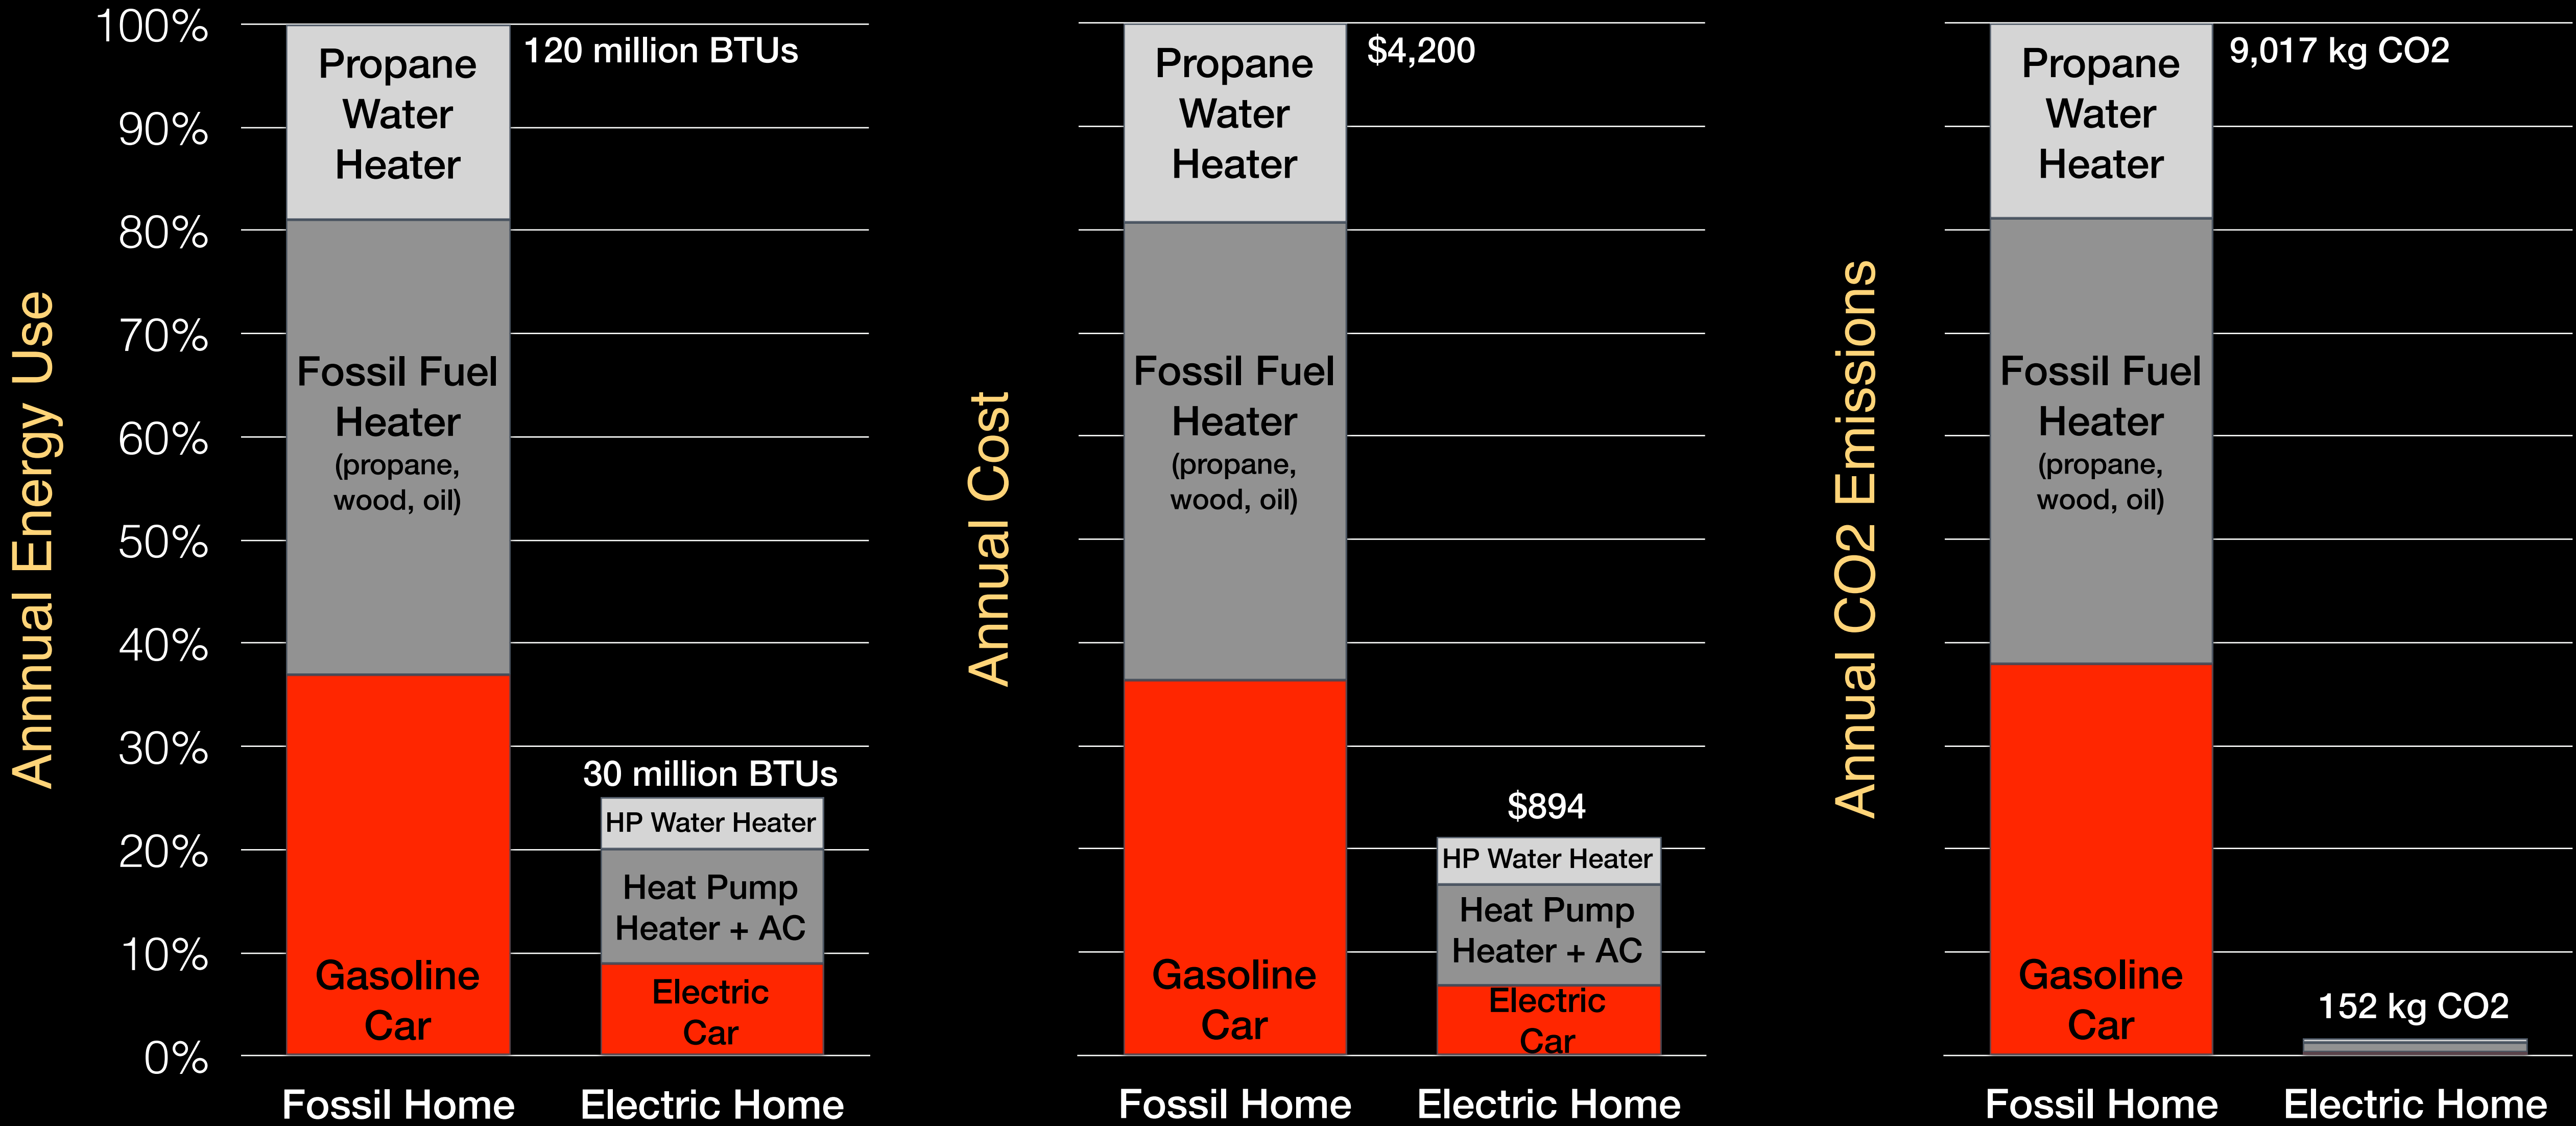 Annual Energy Use
100%
90%
80%
70%
60%
50%
40%
30%
20%
10%
0%
Propane
Water
Heater
120 million BTUs
Fossil Fuel
Heater
(propane,
wood, oil)
Gasoline
Car
30 million BTUs
HP Water Heater
Heat Pump
Heater + AC
Electric
Car
Fossil Home
Electric Home
Annual Cost
Propane
Water
Heater
$4,200
Fossil Fuel
Heater
(propane,
wood, oil)
Gasoline
Car
$894
HP Water Heater
Heat Pump
Heater + AC
Electric
Car
Fossil Home
Electric Home
Annual CO2 Emissions
Propane
Water
Heater
9,017 kg CO2
Fossil Fuel
Heater
(propane,
wood, oil)
Gasoline
Car
152 kg CO2
Fossil Home
Electric Home